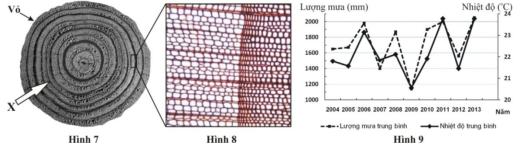 Vỏ
X
Hình 7
Hình 8
Lượng mưa (mm)
Nhiệt độ (°C)
2000
1800
1600
1400
1200
1000
24
23
22
21
20
2004 2005 2006 2007 2008 2009 2010 2011 2012 2013
Năm
Lượng mưa trung bình
Nhiệt độ trung bình
Hình 9